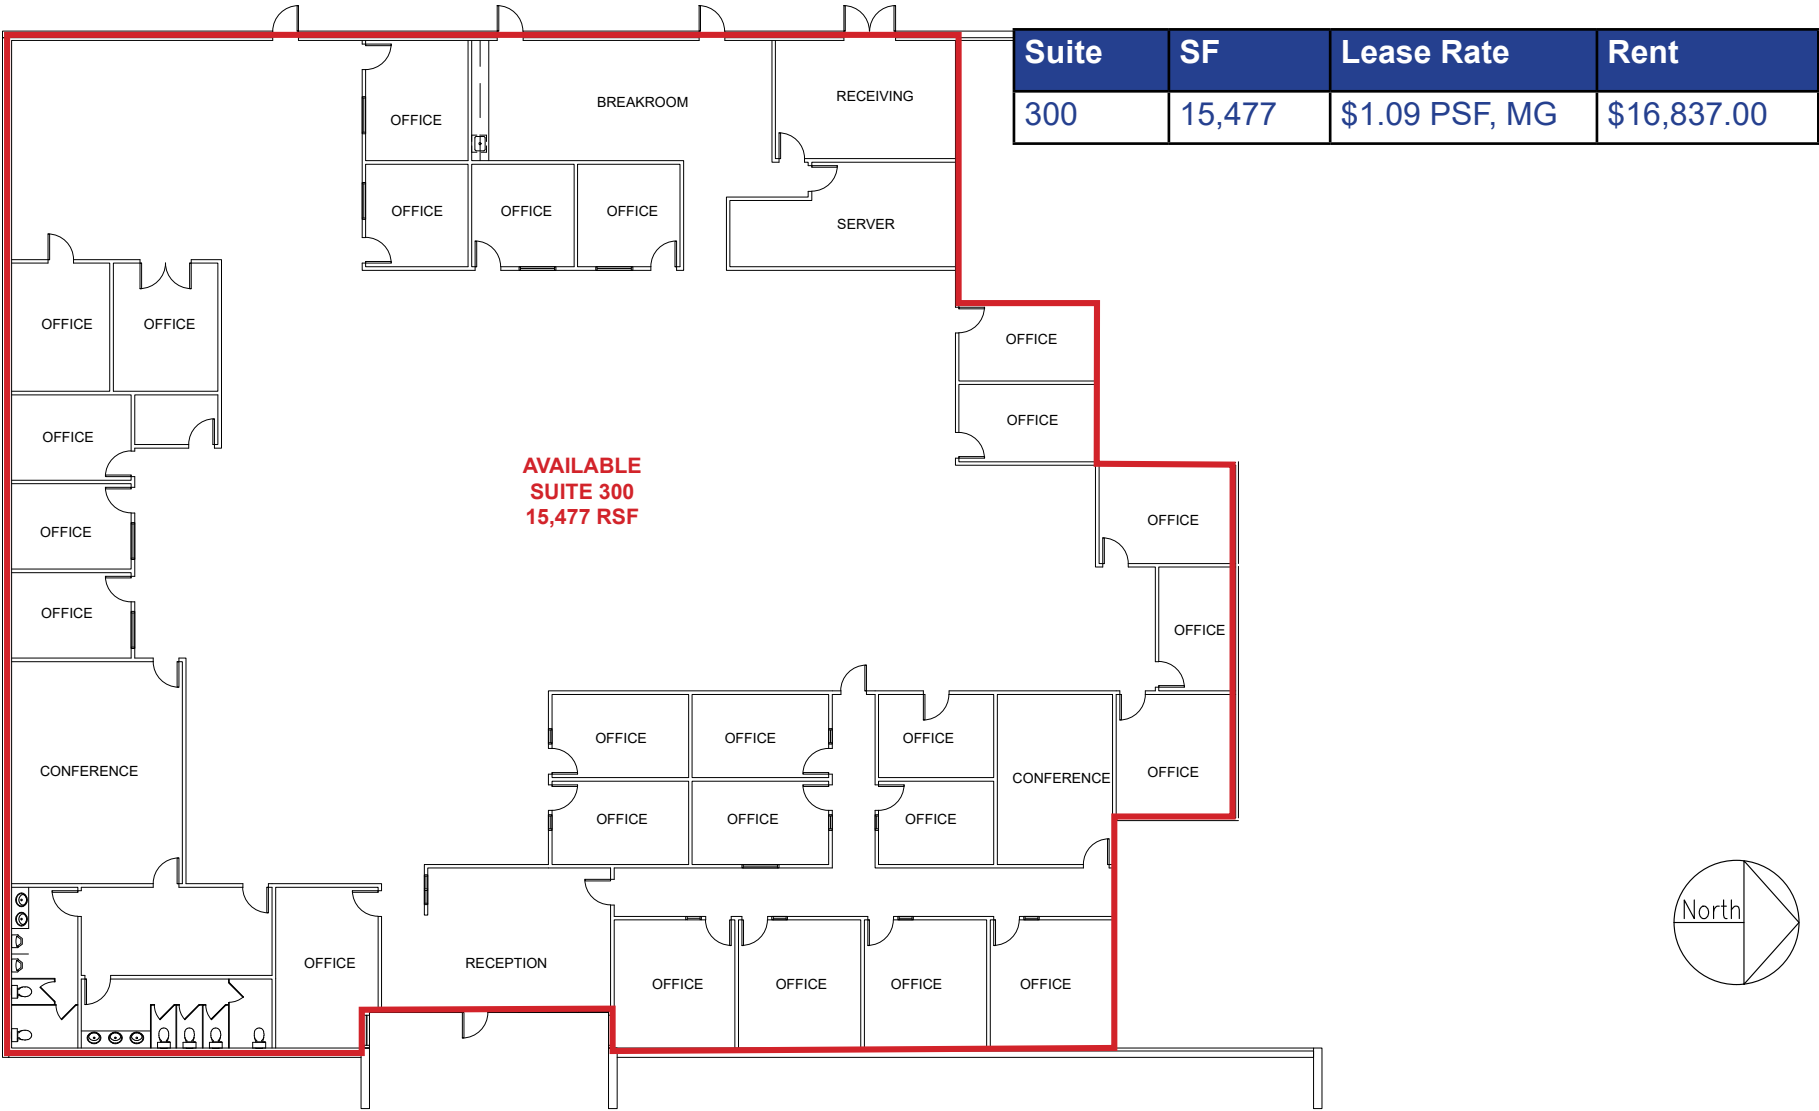 Suite SF Lease Rate Rent
300 15,477 $1.09 PSF, MG $16,837.00
BREAKROOM
RECEIVING
OFFICE
OFFICE
OFFICE
OFFICE
SERVER
OFFICE
OFFICE
OFFICE
OFFICE
OFFICE
AVAILABLE
SUITE 300
15,477 RSF
OFFICE
OFFICE
OFFICE
OFFICE
OFFICE
OFFICE
OFFICE
OFFICE
CONFERENCE
CONFERENCE
OFFICE
OFFICE
OFFICE
OFFICE
North
OFFICE
RECEPTION
OFFICE
OFFICE
OFFICE
OFFICE